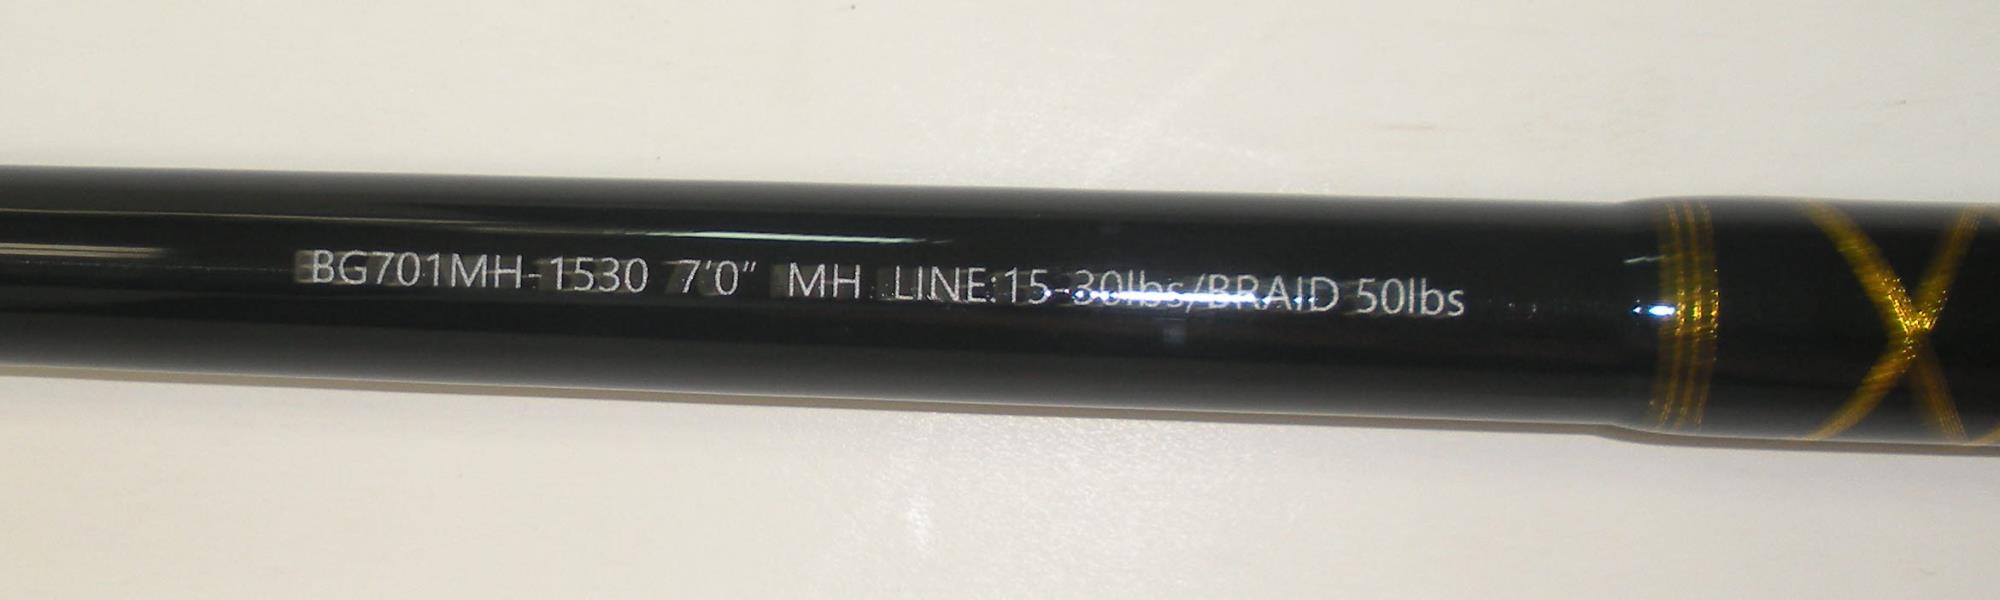 BG701MH-1530 7'0" MH LINE:15-30lbs/BRAID 50lbs